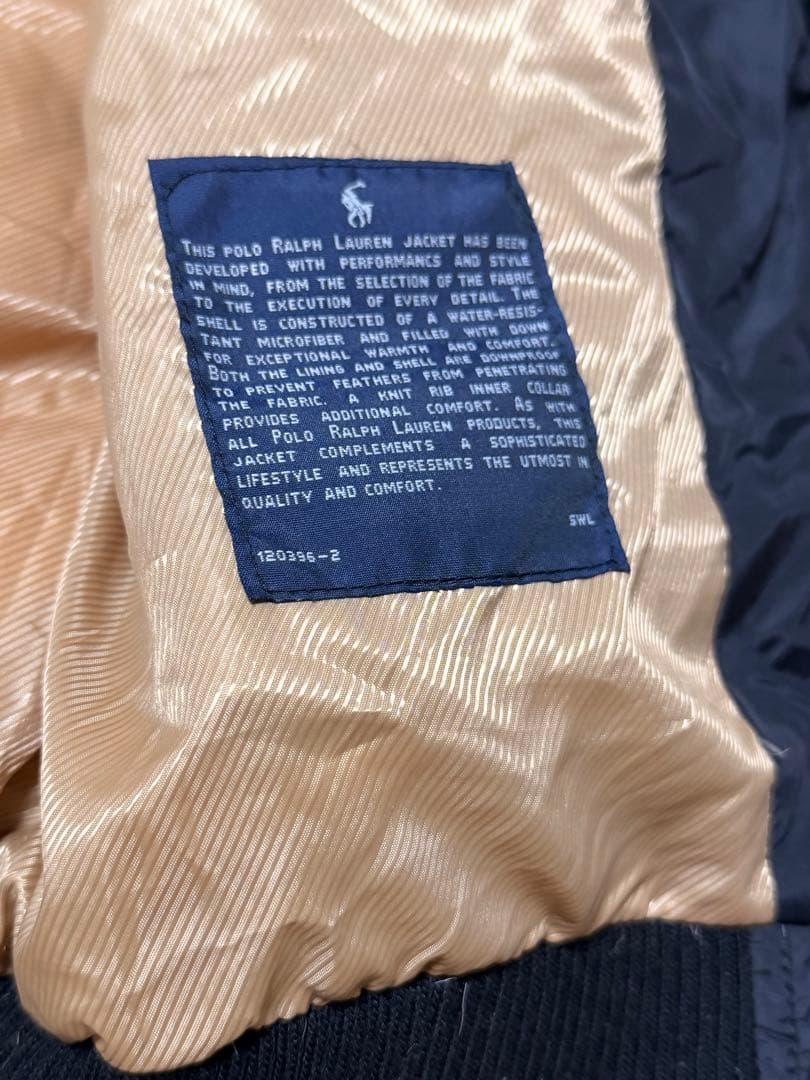 THIS POLO RALPH LAUREN JACKET HAS BEEN
DEVELOPED WITH PERFORMANCE AND STYLE
IN MIND, FROM THE SELECTION OF THE FABRIC
TO THE EXECUTION OF EVERY DETAIL. THE
SHELL IS CONSTRUCTED OF A WATER-RESIS-
TANT MICROFIBER AND FILLED WITH DOWN
FOR EXCEPTIONAL WARMTH AND COMFORT.
BOTH THE LINING AND SHELL ARE DOWNPROOF
TO PREVENT FEATHERS FROM PENETRATING
THE FABRIC. A KNIT RIB INNER COLLAR
PROVIDES ADDITIONAL COMFORT. AS WITH
ALL POLO RALPH LAUREN PRODUCTS, THIS
JACKET COMPLEMENTS A SOPHISTICATED
LIFESTYLE AND REPRESENTS THE UTMOST IN
QUALITY AND COMFORT.
SWL
120396-2